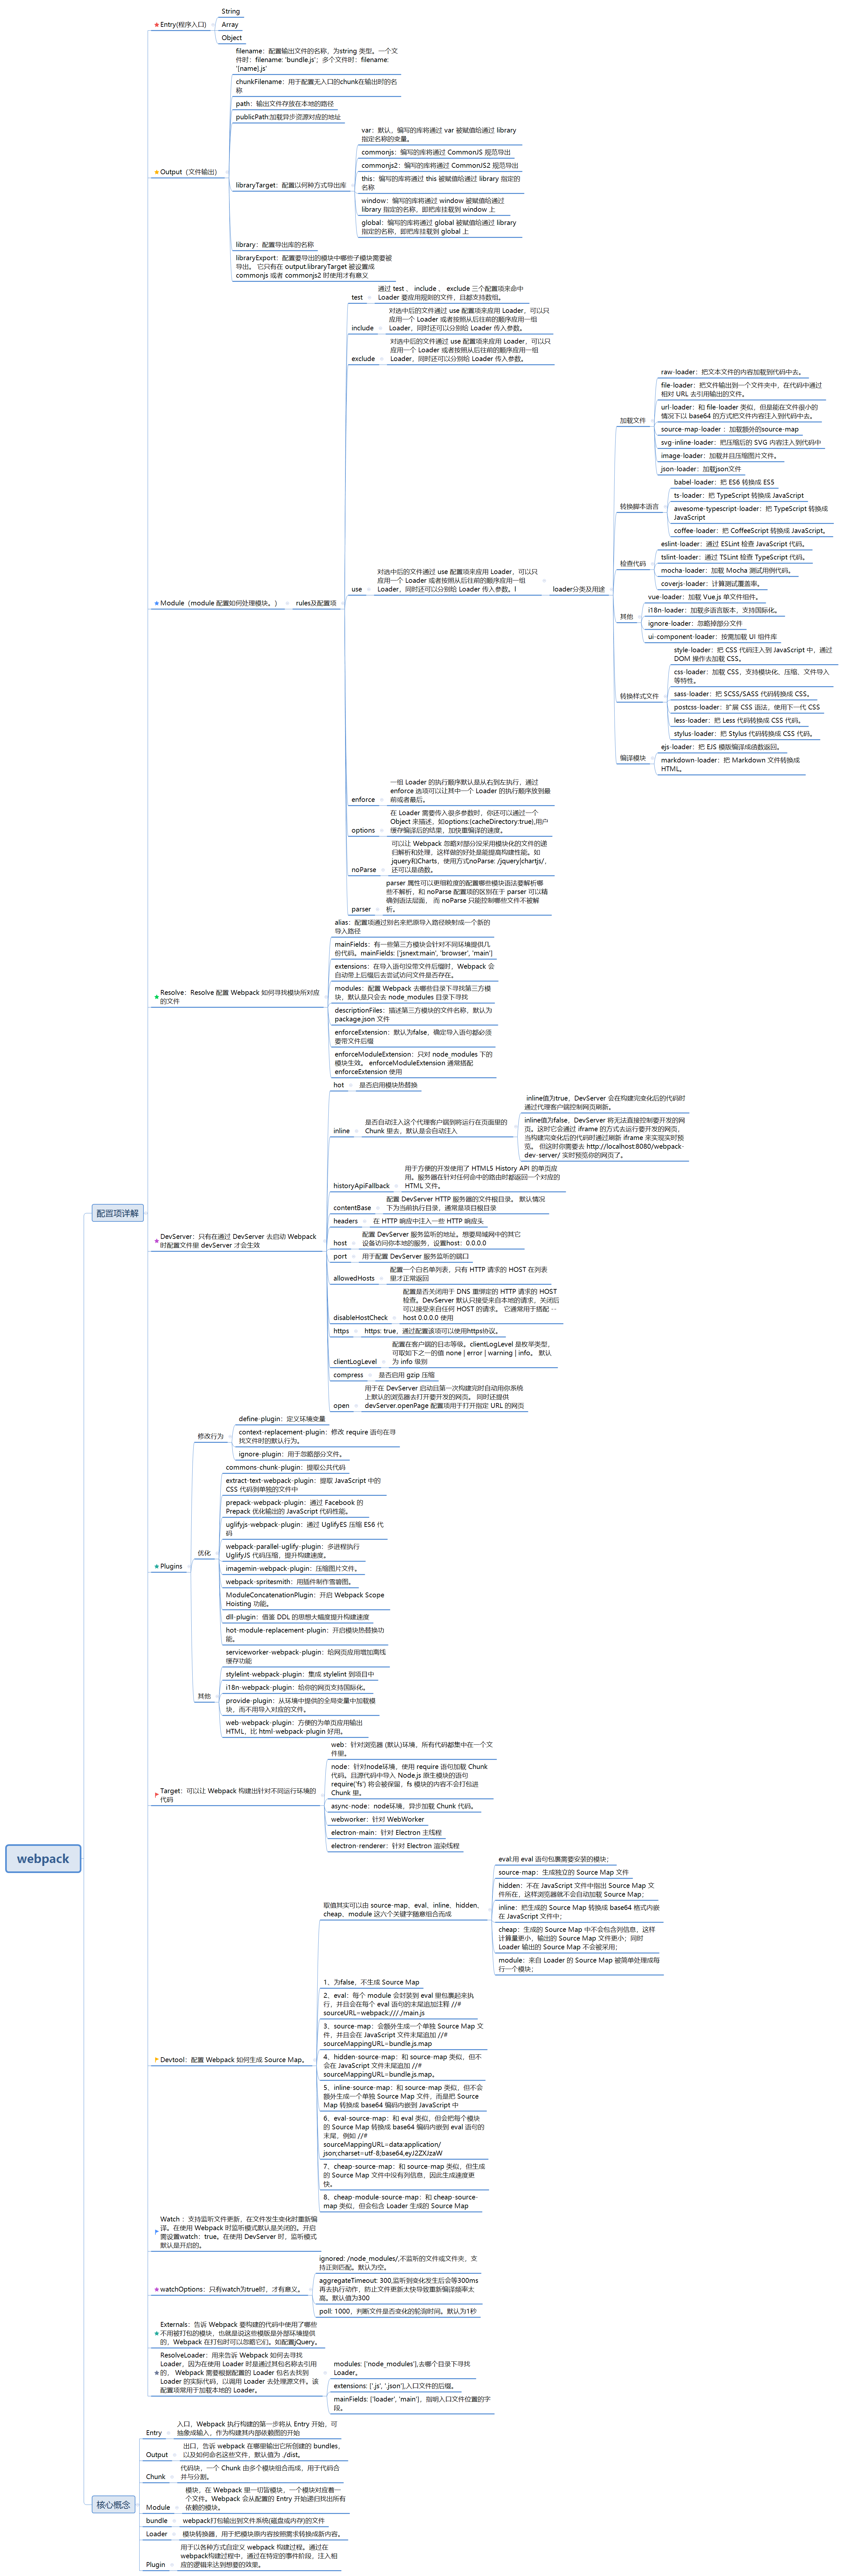 String
★Entry(程序入口)
Array
Object
filename：配置输出文件的名称，为string 类型。一个文
件时：filename: 'bundle.js'；多个文件时：filename:
'[name].js'
chunkFilename：用于配置无入口的chunk在输出时的名
称
path：输出文件存放在本地的路径
publicPath:加载异步资源对应的地址
★Output（文件输出）
var：默认，编写的库将通过 var 被赋值给通过 library
指定名称的变量。
commonjs：编写的库将通过 CommonJS 规范导出
commonjs2：编写的库将通过 CommonJS2 规范导出
libraryTarget：配置以何种方式导出库
this：编写的库将通过 this 被赋值给通过 library 指定的
名称
window：编写的库将通过 window 被赋值给通过
library 指定的名称，即把库挂载到 window 上
global：编写的库将通过 global 被赋值给通过 library
指定的名称，即把库挂载到 global 上
library：配置导出库的名称
libraryExport：配置要导出的模块中哪些子模块需要被
导出。 它只有在 output.libraryTarget 被设置成
commonjs 或者 commonjs2 时使用才有意义
test
通过 test 、 include 、 exclude 三个配置项来命中
Loader 要应用规则的文件，且都支持数组。
include
对选中后的文件通过 use 配置项来应用 Loader，可以只
应用一个 Loader 或者按照从后往前的顺序应用一组
Loader，同时还可以分别给 Loader 传入参数。
exclude
对选中后的文件通过 use 配置项来应用 Loader，可以只
应用一个 Loader 或者按照从后往前的顺序应用一组
Loader，同时还可以分别给 Loader 传入参数。
★Module（module 配置如何处理模块。）
rules及配置项
use
对选中后的文件通过 use 配置项来应用 Loader，可以只
应用一个 Loader 或者按照从后往前的顺序应用一组
Loader，同时还可以分别给 Loader 传入参数。l
loader分类及用途
加载文件
raw-loader：把文本文件的内容加载到代码中去。
file-loader：把文件输出到一个文件夹中，在代码中通过
相对 URL 去引用输出的文件。
url-loader：和 file-loader 类似，但是能在文件很小的
情况下以 base64 的方式把文件内容注入到代码中去。
source-map-loader ：加载额外的source-map
svg-inline-loader：把压缩后的 SVG 内容注入到代码中
image-loader：加载并且压缩图片文件。
json-loader：加载json文件
转换脚本语言
babel-loader：把 ES6 转换成 ES5
ts-loader：把 TypeScript 转换成 JavaScript
awesome-typescript-loader：把 TypeScript 转换成
JavaScript
coffee-loader：把 CoffeeScript 转换成 JavaScript。
检查代码
eslint-loader：通过 ESLint 检查 JavaScript 代码。
tslint-loader：通过 TSLint 检查 TypeScript 代码。
mocha-loader：加载 Mocha 测试用例代码。
coverjs-loader：计算测试覆盖率。
其他
vue-loader：加载 Vue.js 单文件组件。
i18n-loader：加载多语言版本，支持国际化。
ignore-loader：忽略掉部分文件
ui-component-loader：按需加载 UI 组件库
转换样式文件
style-loader：把 CSS 代码注入到 JavaScript 中，通过
DOM 操作去加载 CSS。
css-loader：加载 CSS，支持模块化、压缩、文件导入
等特性。
sass-loader：把 SCSS/SASS 代码转换成 CSS。
postcss-loader：扩展 CSS 语法，使用下一代 CSS
less-loader：把 Less 代码转换成 CSS 代码。
stylus-loader：把 Stylus 代码转换成 CSS 代码。
编译模块
ejs-loader：把 EJS 模版编译成函数返回。
markdown-loader：把 Markdown 文件转换成
HTML。
enforce
一组 Loader 的执行顺序默认是从右到左执行，通过
enforce 选项可以让其中一个 Loader 的执行顺序放到最
前或者最后。
options
在 Loader 需要传入很多参数时，你还可以通过一个
Object 来描述，如options:{cacheDirectory:true},用户
缓存编译后的结果，加快重编译的速度。
noParse
可以让 Webpack 忽略对部分没采用模块化的文件的递
归解析和处理，这样做的好处是能提高构建性能。如
jquery和Charts，使用方式noParse: /jquery|chartjs/，
还可以是函数。
parser
parser 属性可以更细粒度的配置哪些模块语法要解析哪
些不解析，和 noParse 配置项的区别在于 parser 可以精
确到语法层面， 而 noParse 只能控制哪些文件不被解
析。
★Resolve：Resolve 配置 Webpack 如何寻找模块所对应
的文件
alias：配置项通过别名来把原导入路径映射成一个新的
导入路径
mainFields：有一些第三方模块会针对不同环境提供几
份代码。mainFields: ['jsnext:main', 'browser', 'main']
extensions：在导入语句没带文件后缀时，Webpack 会
自动带上后缀后去尝试访问文件是否存在。
modules：配置 Webpack 去哪些目录下寻找第三方模
块，默认是只会去 node_modules 目录下寻找
descriptionFiles：描述第三方模块的文件名称，默认为
package.json 文件
enforceExtension：默认为false，确定导入语句都必须
要带文件后缀
enforceModuleExtension：只对 node_modules 下的
模块生效。 enforceModuleExtension 通常搭配
enforceExtension 使用
配置项详解
★DevServer：只有在通过 DevServer 去启动 Webpack
时配置文件里 devServer 才会生效
hot
是否启用模块热替换
inline
是否自动注入这个代理客户端到将运行在页面里的
Chunk 里去，默认是会自动注入
inline值为true，DevServer 会在构建完变化后的代码时
通过代理客户端控制网页刷新。
inline值为false，DevServer 将无法直接控制要开发的网
页。这时它会通过 iframe 的方式去运行要开发的网页，
当构建完变化后的代码时通过刷新 iframe 来实现实时预
览。 但这时你需要去 http://localhost:8080/webpack-
dev-server/ 实时预览你的网页了。
historyApiFallback
用于方便的开发使用了 HTML5 History API 的单页应
用。服务器在针对任何命中的路由时都返回一个对应的
HTML 文件。
contentBase
配置 DevServer HTTP 服务器的文件根目录。 默认情况
下为当前执行目录，通常是项目根目录
headers
在 HTTP 响应中注入一些 HTTP 响应头
host
配置 DevServer 服务监听的地址。想要局域网中的其它
设备访问你本地的服务，设置host：0.0.0.0
port
用于配置 DevServer 服务监听的端口
allowedHosts
配置一个白名单列表，只有 HTTP 请求的 HOST 在列表
里才正常返回
disableHostCheck
配置是否关闭用于 DNS 重绑定的 HTTP 请求的 HOST
检查。DevServer 默认只接受来自本地的请求，关闭后
可以接受来自任何 HOST 的请求。 它通常用于搭配 --
host 0.0.0.0 使用
https
https: true，通过配置该项可以使用https协议。
clientLogLevel
配置在客户端的日志等级。clientLogLevel 是枚举类型，
可取如下之一的值 none | error | warning | info。 默认
为 info 级别
compress
是否启用 gzip 压缩
open
用于在 DevServer 启动且第一次构建完时自动用你系统
上默认的浏览器去打开要开发的网页。 同时还提供
devServer.openPage 配置项用于打开指定 URL 的网页
★Plugins
修改行为
define-plugin：定义环境变量
context-replacement-plugin：修改 require 语句在寻
找文件时的默认行为。
ignore-plugin：用于忽略部分文件。
优化
commons-chunk-plugin：提取公共代码
extract-text-webpack-plugin：提取 JavaScript 中的
CSS 代码到单独的文件中
prepack-webpack-plugin：通过 Facebook 的
Prepack 优化输出的 JavaScript 代码性能。
uglifyjs-webpack-plugin：通过 UglifyES 压缩 ES6 代
码
webpack-parallel-uglify-plugin：多进程执行
UglifyJS 代码压缩，提升构建速度。
imagemin-webpack-plugin：压缩图片文件。
webpack-spritesmith：用插件制作雪碧图。
ModuleConcatenationPlugin：开启 Webpack Scope
Hoisting 功能。
dll-plugin：借鉴 DDL 的思想大幅度提升构建速度
hot-module-replacement-plugin：开启模块热替换功
能。
其他
serviceworker-webpack-plugin：给网页应用增加离线
缓存功能
stylelint-webpack-plugin：集成 stylelint 到项目中
i18n-webpack-plugin：给你的网页支持国际化。
provide-plugin：从环境中提供的全局变量中加载模
块，而不用导入对应的文件。
web-webpack-plugin：方便的为单页应用输出
HTML，比 html-webpack-plugin 好用。
Target：可以让 Webpack 构建出针对不同运行环境的
代码
web：针对浏览器 (默认)环境，所有代码都集中在一个文
件里。
node：针对node环境，使用 require 语句加载 Chunk
代码。且源代码中导入 Node.js 原生模块的语句
require('fs') 将会被保留，fs 模块的内容不会打包进
Chunk 里。
async-node：node环境，异步加载 Chunk 代码。
webworker：针对 WebWorker
electron-main：针对 Electron 主线程
electron-renderer：针对 Electron 渲染线程
webpack
Devtool：配置 Webpack 如何生成 Source Map。
取值其实可以由 source-map、eval、inline、hidden、
cheap、module 这六个关键字随意组合而成
eval:用 eval 语句包裹需要安装的模块；
source-map：生成独立的 Source Map 文件
hidden：不在 JavaScript 文件中指出 Source Map 文
件所在，这样浏览器就不会自动加载 Source Map；
inline：把生成的 Source Map 转换成 base64 格式内嵌
在 JavaScript 文件中；
cheap：生成的 Source Map 中不会包含列信息，这样
计算量更小，输出的 Source Map 文件更小；同时
Loader 输出的 Source Map 不会被采用；
module：来自 Loader 的 Source Map 被简单处理成每
行一个模块；
1、为false，不生成 Source Map
2、eval：每个 module 会封装到 eval 里包裹起来执
行，并且会在每个 eval 语句的末尾追加注释 //#
sourceURL=webpack:///./main.js
3、source-map：会额外生成一个单独 Source Map 文
件，并且会在 JavaScript 文件末尾追加 //#
sourceMappingURL=bundle.js.map
4、hidden-source-map：和 source-map 类似，但不
会在 JavaScript 文件末尾追加 //#
sourceMappingURL=bundle.js.map。
5、inline-source-map：和 source-map 类似，但不会
额外生成一个单独 Source Map 文件，而是把 Source
Map 转换成 base64 编码内嵌到 JavaScript 中
6、eval-source-map：和 eval 类似，但会把每个模块
的 Source Map 转换成 base64 编码内嵌到 eval 语句的
末尾，例如 //#
sourceMappingURL=data:application/
json;charset=utf-8;base64,eyJ2ZXJzaW
7、cheap-source-map：和 source-map 类似，但生成
的 Source Map 文件中没有列信息，因此生成速度更
快。
8、cheap-module-source-map：和 cheap-source-
map 类似，但会包含 Loader 生成的 Source Map
Watch ：支持监听文件更新，在文件发生变化时重新编
译。在使用 Webpack 时监听模式默认是关闭的。开启
需设置watch：true。在使用 DevServer 时，监听模式
默认是开启的。
★watchOptions：只有watch为true时，才有意义。
ignored: /node_modules/,不监听的文件或文件夹，支
持正则匹配。默认为空。
aggregateTimeout: 300,监听到变化发生后会等300ms
再去执行动作，防止文件更新太快导致重新编译频率太
高。默认值为300
poll: 1000，判断文件是否变化的轮询时间。默认为1秒
★Externals：告诉 Webpack 要构建的代码中使用了哪些
不用被打包的模块，也就是说这些模版是外部环境提供
的，Webpack 在打包时可以忽略它们。如配置jQuery。
★ResolveLoader：用来告诉 Webpack 如何去寻找
Loader，因为在使用 Loader 时是通过其包名称去引用
的， Webpack 需要根据配置的 Loader 包名去找到
Loader 的实际代码，以调用 Loader 去处理源文件。该
配置项常用于加载本地的 Loader。
modules: ['node_modules'],去哪个目录下寻找
Loader。
extensions: ['.js', '.json'],入口文件的后缀。
mainFields: ['loader', 'main']，指明入口文件位置的字
段。
核心概念
Entry
入口，Webpack 执行构建的第一步将从 Entry 开始，可
抽象成输入，作为构建其内部依赖图的开始
Output
出口，告诉 webpack 在哪里输出它所创建的 bundles，
以及如何命名这些文件，默认值为 ./dist。
Chunk
代码块，一个 Chunk 由多个模块组合而成，用于代码合
并与分割。
Module
模块，在 Webpack 里一切皆模块，一个模块对应着一
个文件。Webpack 会从配置的 Entry 开始递归找出所有
依赖的模块。
bundle
webpack打包输出到文件系统(磁盘或内存)的文件
Loader
模块转换器，用于把模块原内容按照需求转换成新内容。
Plugin
用于以各种方式自定义 webpack 构建过程。通过在
webpack构建过程中，通过在特定的事件阶段，注入相
应的逻辑来达到想要的效果。